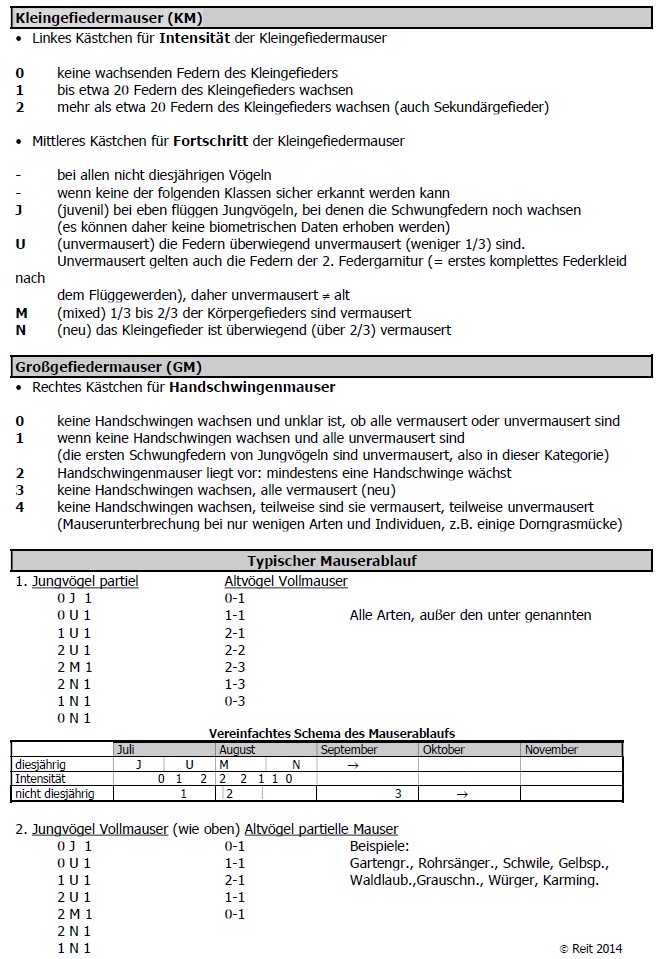 Kleingefiedermauser (KM)
• Linkes Kästchen für Intensität der Kleingefiedermauser
0 keine wachsenden Federn des Kleingefieders
1 bis etwa 20 Federn des Kleingefieders wachsen
2 mehr als etwa 20 Federn des Kleingefieders wachsen (auch Sekundärgefieder)
• Mittleres Kästchen für Fortschritt der Kleingefiedermauser
- bei allen nicht diesjährigen Vögeln
- wenn keine der folgenden Klassen sicher erkannt werden kann
J (juvenil) bei eben flüggen Jungvögeln, bei denen die Schwungfedern noch wachsen
(es können daher keine biometrischen Daten erhoben werden)
U (unvermausert) die Federn überwiegend unvermausert (weniger 1/3) sind.
Unvermausert gelten auch die Federn der 2. Federgarnitur (= erstes komplettes Federkleid
nach
dem Flüggewerden), daher unvermausert ≠ alt
M (mixed) 1/3 bis 2/3 der Körpergefieders sind vermausert
N (neu) das Kleingefieder ist überwiegend (über 2/3) vermausert
Großgefiedermauser (GM)
• Rechtes Kästchen für Handschwingenmauser
0 keine Handschwingen wachsen und unklar ist, ob alle vermausert oder unvermausert sind
1 wenn keine Handschwingen wachsen und alle unvermausert sind
(die ersten Schwungfedern von Jungvögeln sind unvermausert, also in dieser Kategorie)
2 Handschwingenmauser liegt vor: mindestens eine Handschwinge wächst
3 keine Handschwingen wachsen, alle vermausert (neu)
4 keine Handschwingen wachsen, teilweise sind sie vermausert, teilweise unvermausert
(Mauserunterbrechung bei nur wenigen Arten und Individuen, z.B. einige Dorngrasmücke)
Typischer Mauserablauf
1. Jungvögel partiel Altvögel Vollmauser
0 J 1 0-1
0 U 1 1-1 Alle Arten, außer den unter genannten
1 U 1 2-1
2 U 1 2-2
2 M 1 2-3
2 N 1 1-3
1 N 1 0-3
0 N 1
Vereinfachtes Schema des Mauserablaufs
Juli August September Oktober November
diesjährig J U M N →
Intensität 0 1 2 2 2 1 1 0
nicht diesjährig 1 2 3 →
2. Jungvögel Vollmauser (wie oben) Altvögel partielle Mauser
0 J 1 0-1 Beispiele:
0 U 1 1-1 Gartengr., Rohrsänger., Schwile, Gelbsp.,
1 U 1 2-1 Waldlaub.,Grauschn., Würger, Karming.
2 U 1 1-1
2 M 1 0-1
2 N 1
1 N 1 © Reit 2014